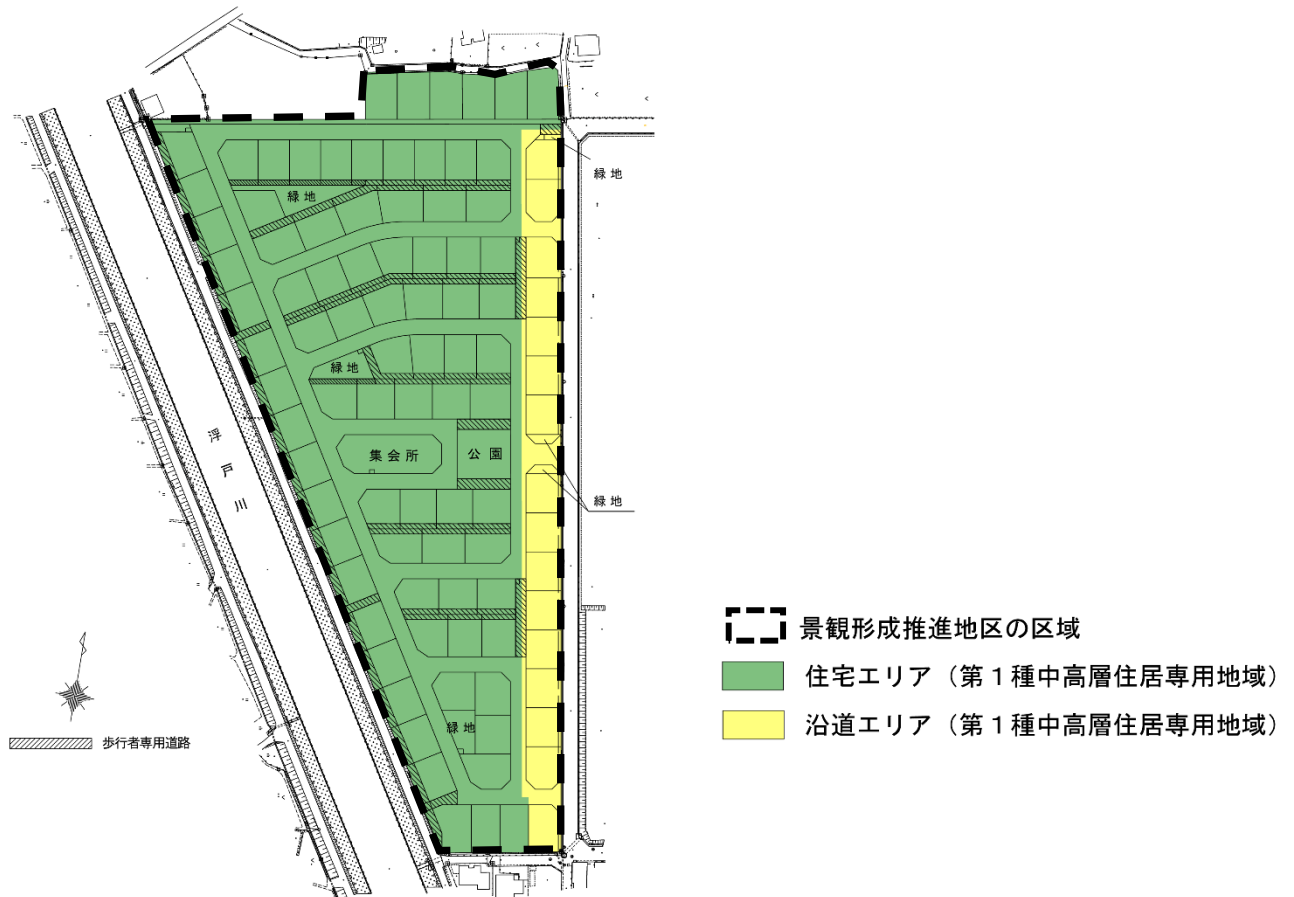 緑地
緑地
緑地
集会所
公園
浮戸川
緑地
緑地
歩行者専用道路
景観形成推進地区の区域
住宅エリア（第１種中高層住居専用地域）
沿道エリア（第１種中高層住居専用地域）